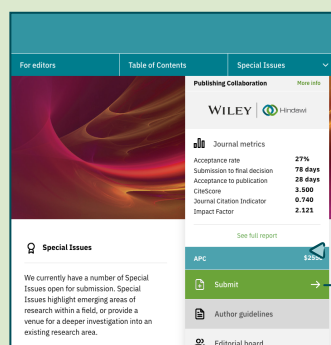 For editors
Table of Contents
Special Issues
Publishing Collaboration
More info
WILEY
Hindawi
Journal metrics
Acceptance rate 27%
Submission to final decision 78 days
Acceptance to publication 28 days
CiteScore 3.500
Journal Citation Indicator 0.740
Impact Factor 2.121
See full report
APC
Submit
Author guidelines
Editorial board
Special Issues
We currently have a number of Special
Issues open for submission. Special
Issues highlight emerging areas of
research within a field, or provide a
venue for a deeper investigation into an
existing research area.